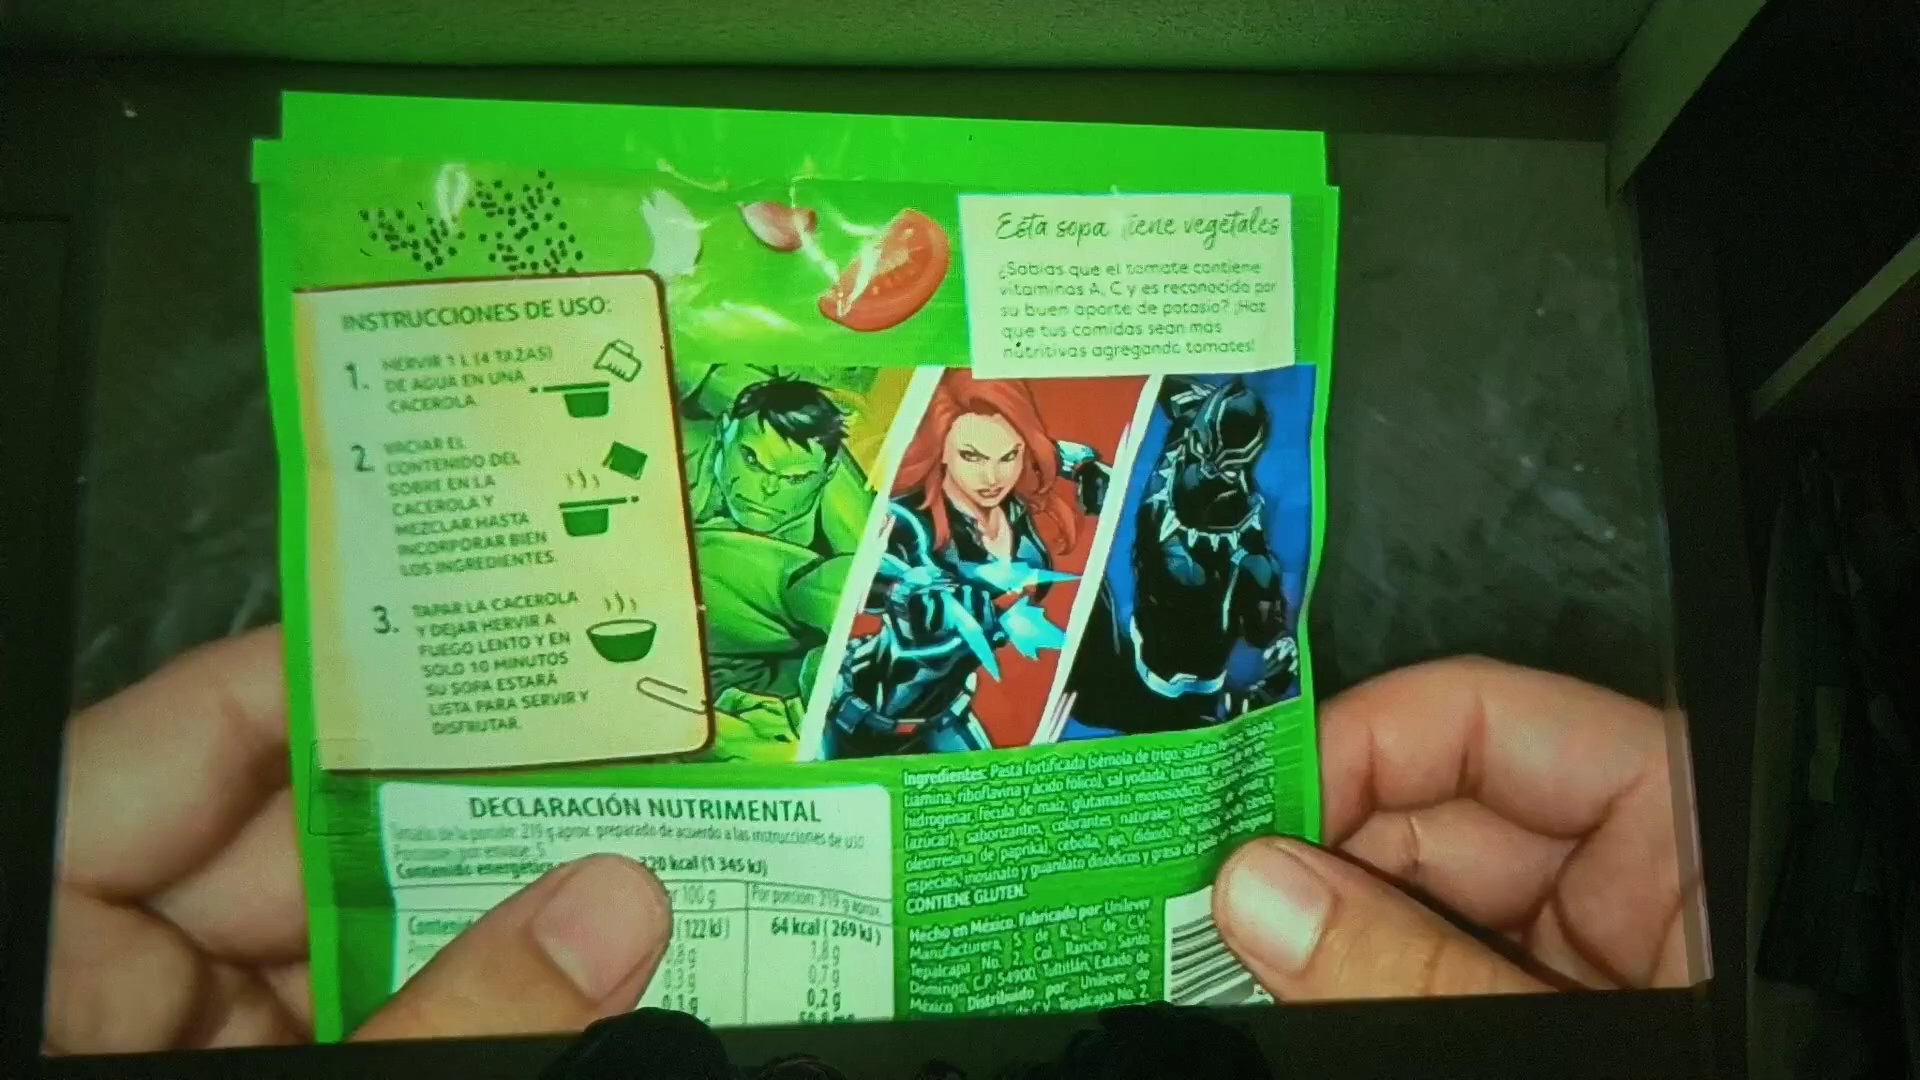 Esta sopa tiene vegetales
¿Sabías que el tomate contiene
vitaminas A, C y es reconocido por
su buen aporte de potasio? ¡Haz
que tus comidas sean más
nutritivas agregando tomates!
INSTRUCCIONES DE USO:
1. HERVIR 1 L (4 TAZAS)
DE AGUA EN UNA
CACEROLA.
2. VACIAR EL
CONTENIDO DEL
SOBRE EN LA
CACEROLA Y
MEZCLAR HASTA
INCORPORAR BIEN
LOS INGREDIENTES.
3. TAPAR LA CACEROLA
Y DEJAR HERVIR A
FUEGO LENTO Y EN
SOLO 10 MINUTOS
SU SOPA ESTARÁ
LISTA PARA SERVIR Y
DISFRUTAR.
DECLARACIÓN NUTRIMENTAL
Tamaño de la porción: 219 g aprox. preparado de acuerdo a las instrucciones de uso
Porciones por envase: 5
Contenido energético 320 kcal (1 345 kJ)
100 g Por porción: 219 g aprox.
(122 kJ) 64 kcal ( 269 kJ )
1,8 g
0,3 g 0,7 g
0,1 g 0,2 g
Ingredientes: Pasta fortificada (sémola de trigo, sulfato
tiamina, riboflavina y ácido fólico), sal yodada, tomate,
hidrogenar, fécula de maíz, glutamato monosódico,
(azúcar), saborizantes, colorantes naturales
oleorresina de paprika), cebolla, ajo, dióxido de
especias, inosinato y guanilato disódicos y grasa de
CONTIENE GLUTEN.
Hecho en México. Fabricado por: Unilever
Manufacturera, S. de R. L. de C.V.
Tepalcapa No. 2, Col. Rancho Santo
Domingo, C.P. 54900, Tultitlán, Estado de
México. Distribuido por: Unilever de
de C.V. Tepalcapa No. 2,